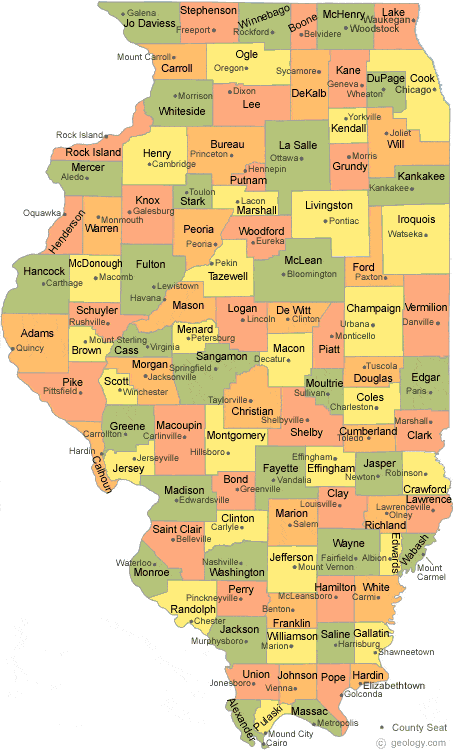 Jo Daviess
Galena
Stephenson
Freeport
Winnebago
Rockford
Boone
Belvidere
McHenry
Woodstock
Lake
Waukegan
Mount Carroll
Carroll
Ogle
Oregon
Sycamore
DeKalb
Kane
Geneva
DuPage
Wheaton
Cook
Chicago
Whiteside
Morrison
Dixon
Lee
Yorkville
Kendall
Joliet
Will
Rock Island
Rock Island
Henry
Cambridge
Bureau
Princeton
La Salle
Ottawa
Morris
Grundy
Mercer
Aledo
Hennepin
Putnam
Kankakee
Kankakee
Oquawka
Henderson
Warren
Monmouth
Knox
Galesburg
Toulon
Stark
Lacon
Marshall
Livingston
Pontiac
Iroquois
Watseka
Peoria
Peoria
Woodford
Eureka
Hancock
Carthage
McDonough
Macomb
Fulton
Lewistown
Pekin
Tazewell
McLean
Bloomington
Ford
Paxton
Havana
Mason
Adams
Quincy
Schuyler
Rushville
Logan
Lincoln
De Witt
Clinton
Champaign
Urbana
Vermilion
Danville
Mount Sterling
Brown
Cass
Virginia
Menard
Petersburg
Macon
Decatur
Monticello
Piatt
Pike
Pittsfield
Morgan
Jacksonville
Scott
Winchester
Sangamon
Springfield
Tuscola
Douglas
Moultrie
Sullivan
Edgar
Paris
Taylorville
Christian
Coles
Charleston
Greene
Carrollton
Macoupin
Carlinville
Montgomery
Hillsboro
Shelbyville
Shelby
Cumberland
Toledo
Marshall
Clark
Hardin
Calhoun
Jerseyville
Jersey
Fayette
Vandalia
Effingham
Effingham
Jasper
Newton
Robinson
Crawford
Madison
Edwardsville
Bond
Greenville
Clay
Louisville
Lawrence
Lawrenceville
Olney
Richland
Clinton
Carlyle
Marion
Salem
Saint Clair
Belleville
Wayne
Fairfield
Albion
Edwards
Wabash
Mount
Carmel
Waterloo
Monroe
Nashville
Washington
Jefferson
Mount Vernon
Randolph
Chester
Perry
Pinckneyville
Hamilton
McLeansboro
White
Carmi
Benton
Franklin
Jackson
Murphysboro
Williamson
Marion
Saline
Harrisburg
Gallatin
Shawneetown
Union
Jonesboro
Johnson
Vienna
Pope
Golconda
Hardin
Elizabethtown
Alexander
Pulaski
Mound City
Cairo
Massac
Metropolis
County Seat
© geology.com